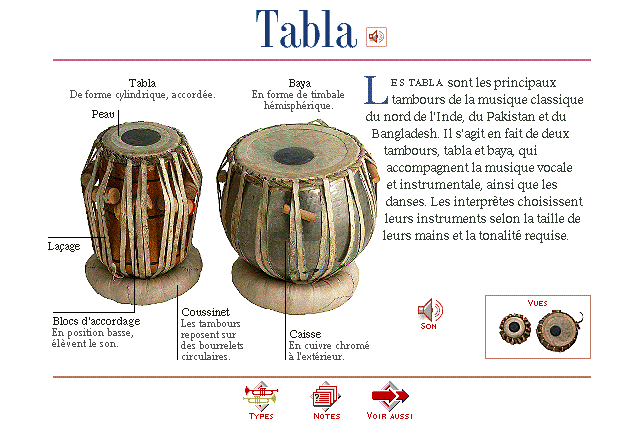 Tabla
Tabla
De forme cylindrique, accordée.
Peau
Baya
En forme de timbale
hémisphérique.
LES TABLA sont les principaux
tambours de la musique classique
du nord de l'Inde, du Pakistan et du
Bangladesh. Il s'agit en fait de deux
tambours, tabla et baya, qui
accompagnent la musique vocale
et instrumentale, ainsi que les
danses. Les interprètes choisissent
leurs instruments selon la taille de
leurs mains et la tonalité requise.
Laçage
Blocs d'accordage
En position basse,
élèvent le son.
Coussinet
Les tambours
reposent sur
des bourrelets
circulaires.
Caisse
En cuivre chromé
à l'extérieur.
SON
VUES
TYPES
NOTES
VOIR AUSSI